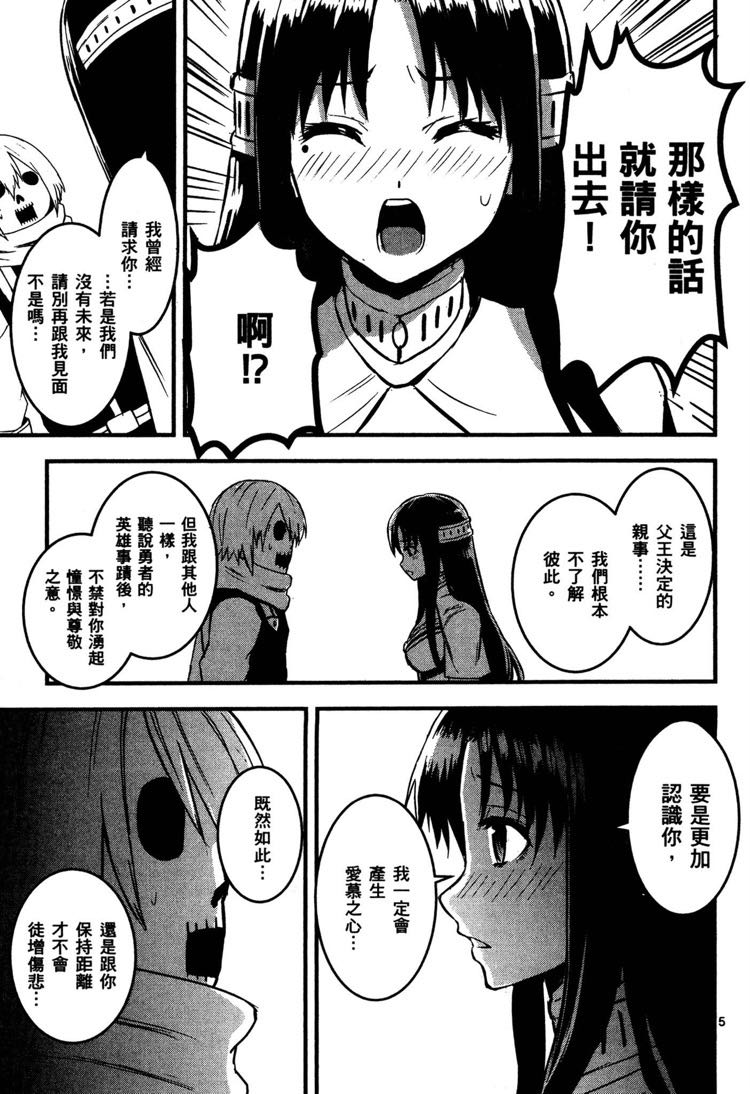 那樣的話
就請你
出去！
啊!?
我曾經
請求你…
…若是我們
沒有未來，
請別再跟我見面
不是嗎…
這是
父王決定的
親事……
我們根本
不了解
彼此。
但我跟其他人
一樣，
聽說勇者的
英雄事蹟後，
不禁對你湧起
憧憬與尊敬
之意。
要是更加
認識你，
我一定會
產生
愛慕之心…
既然如此…
還是跟你
保持距離
才不會
徒增傷悲…
5